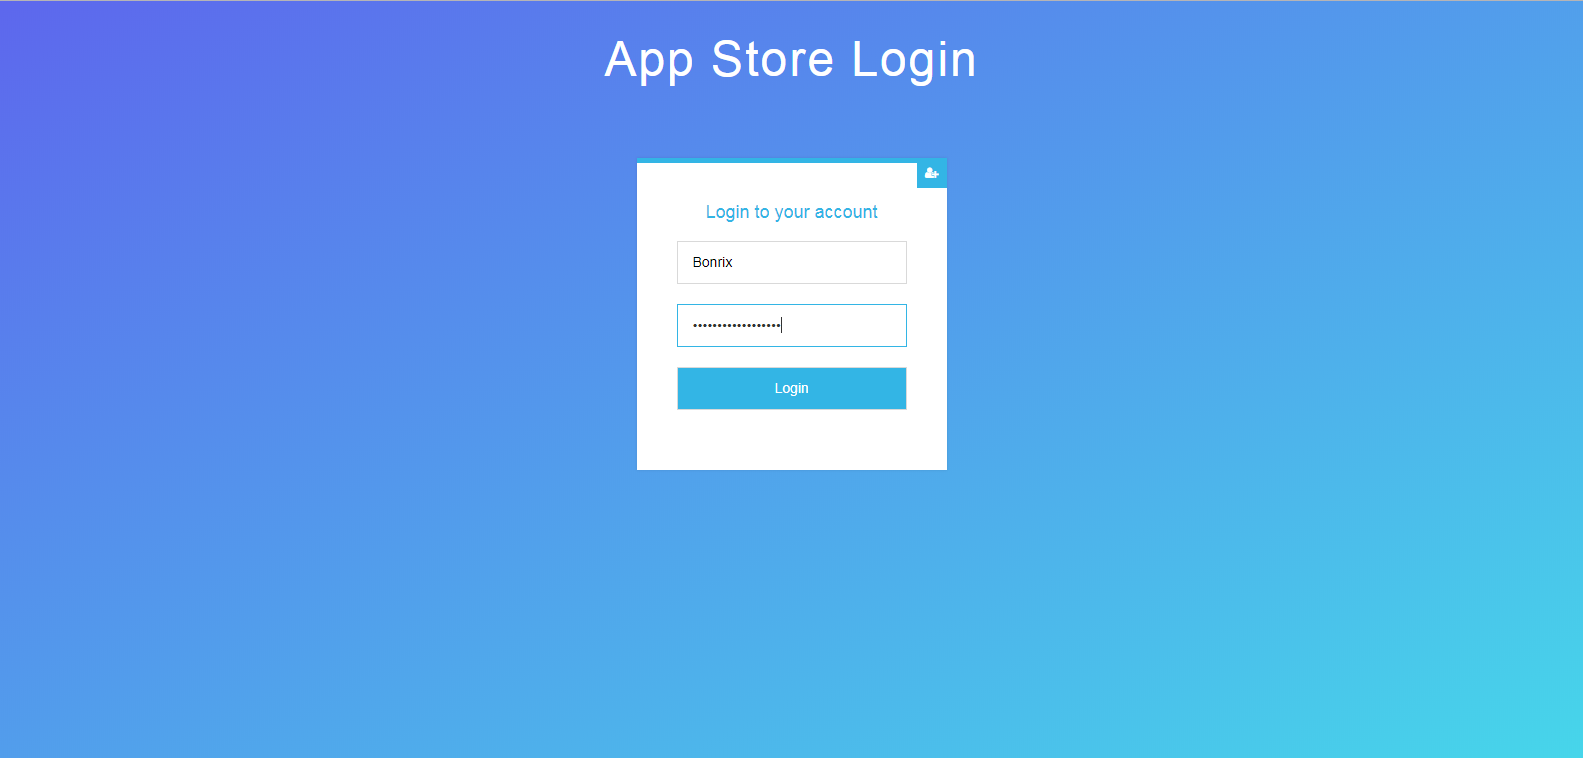 App Store Login
Login to your account
Bonrix
••••••••••••••••••
Login